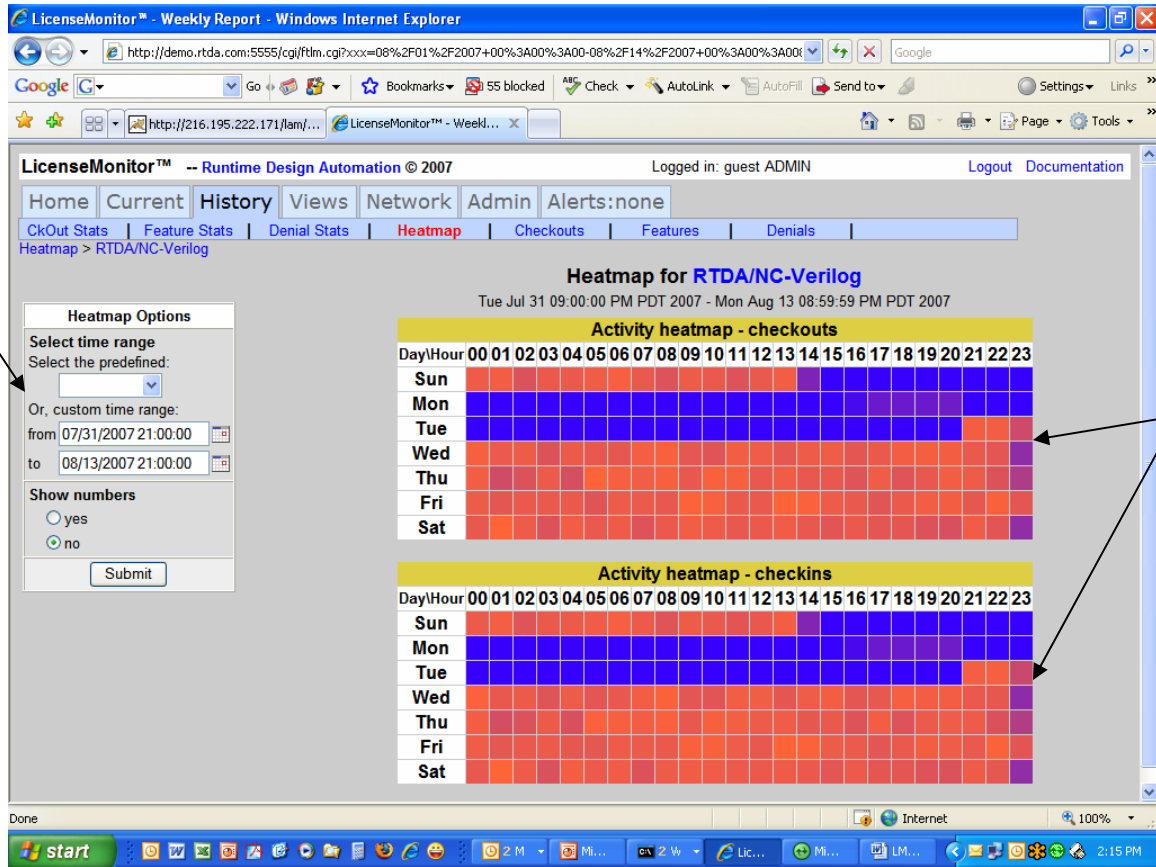 LicenseMonitor™ - Weekly Report - Windows Internet Explorer
http://demo.rtda.com:5555/cgi/ftlm.cgi?xxx=08%2F01%2F2007+00%3A00%3A00-08%2F14%2F2007+00%3A00%3A00&
Google
Google G Go Bookmarks 55 blocked Check AutoLink AutoFill Send to Settings Links »
http://216.195.222.171/lam/... LicenseMonitor™ - Weekl... X Page Tools »
LicenseMonitor™ -- Runtime Design Automation © 2007 Logged in: guest ADMIN Logout Documentation
Home Current History Views Network Admin Alerts:none
CkOut Stats | Feature Stats | Denial Stats | Heatmap | Checkouts | Features | Denials |
Heatmap > RTDA/NC-Verilog
Heatmap for RTDA/NC-Verilog
Tue Jul 31 09:00:00 PM PDT 2007 - Mon Aug 13 08:59:59 PM PDT 2007
Heatmap Options
Select time range
Select the predefined:
Or, custom time range:
from 07/31/2007 21:00:00
to 08/13/2007 21:00:00
Show numbers
yes
no
Submit
Activity heatmap - checkouts
Day\Hour 00 01 02 03 04 05 06 07 08 09 10 11 12 13 14 15 16 17 18 19 20 21 22 23
Sun
Mon
Tue
Wed
Thu
Fri
Sat
Activity heatmap - checkins
Day\Hour 00 01 02 03 04 05 06 07 08 09 10 11 12 13 14 15 16 17 18 19 20 21 22 23
Sun
Mon
Tue
Wed
Thu
Fri
Sat
Done Internet 100%
start 2 M Mi... 2 W Lic... Mi... LM... 2:15 PM